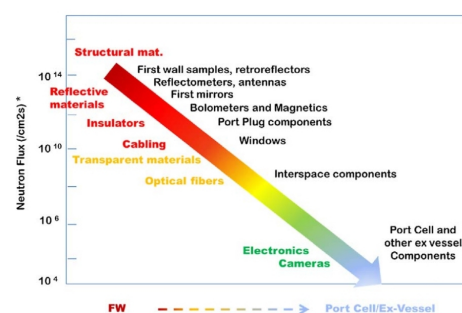 Structural mat.
10 14
First wall samples, retroreflectors
Reflectometers, antennas
Reflective
materials
First mirrors
Bolometers and Magnetics
Insulators
Port Plug components
Cabling
Windows
10 10
Transparent materials
Optical fibers
Interspace components
10 6
Port Cell and
other ex vessel
Components
Electronics
Cameras
10 4
Neutron Flux (/cm2s) *
FW
Port Cell/Ex-Vessel